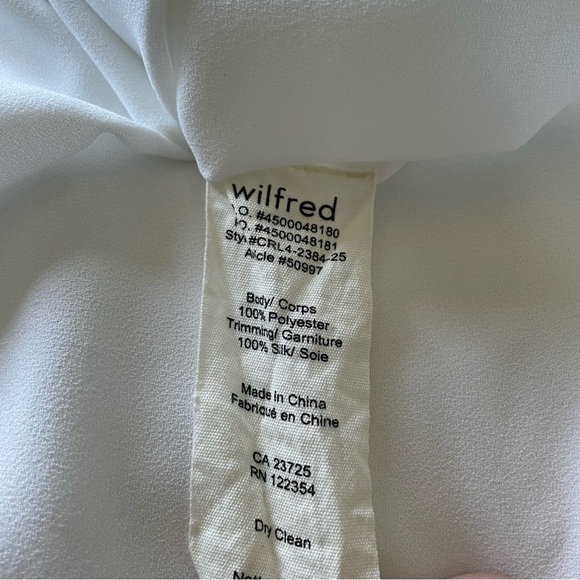 wilfred
.O. #4500048180
.O. #4500048181
Styl#CRL4-2384-25
Aicle #50997
Body/ Corps
100% Polyester
Trimming/ Garniture
100% Silk/ Soie
Made in China
Fabriqué en Chine
CA 23725
RN 122354
Dry Clean